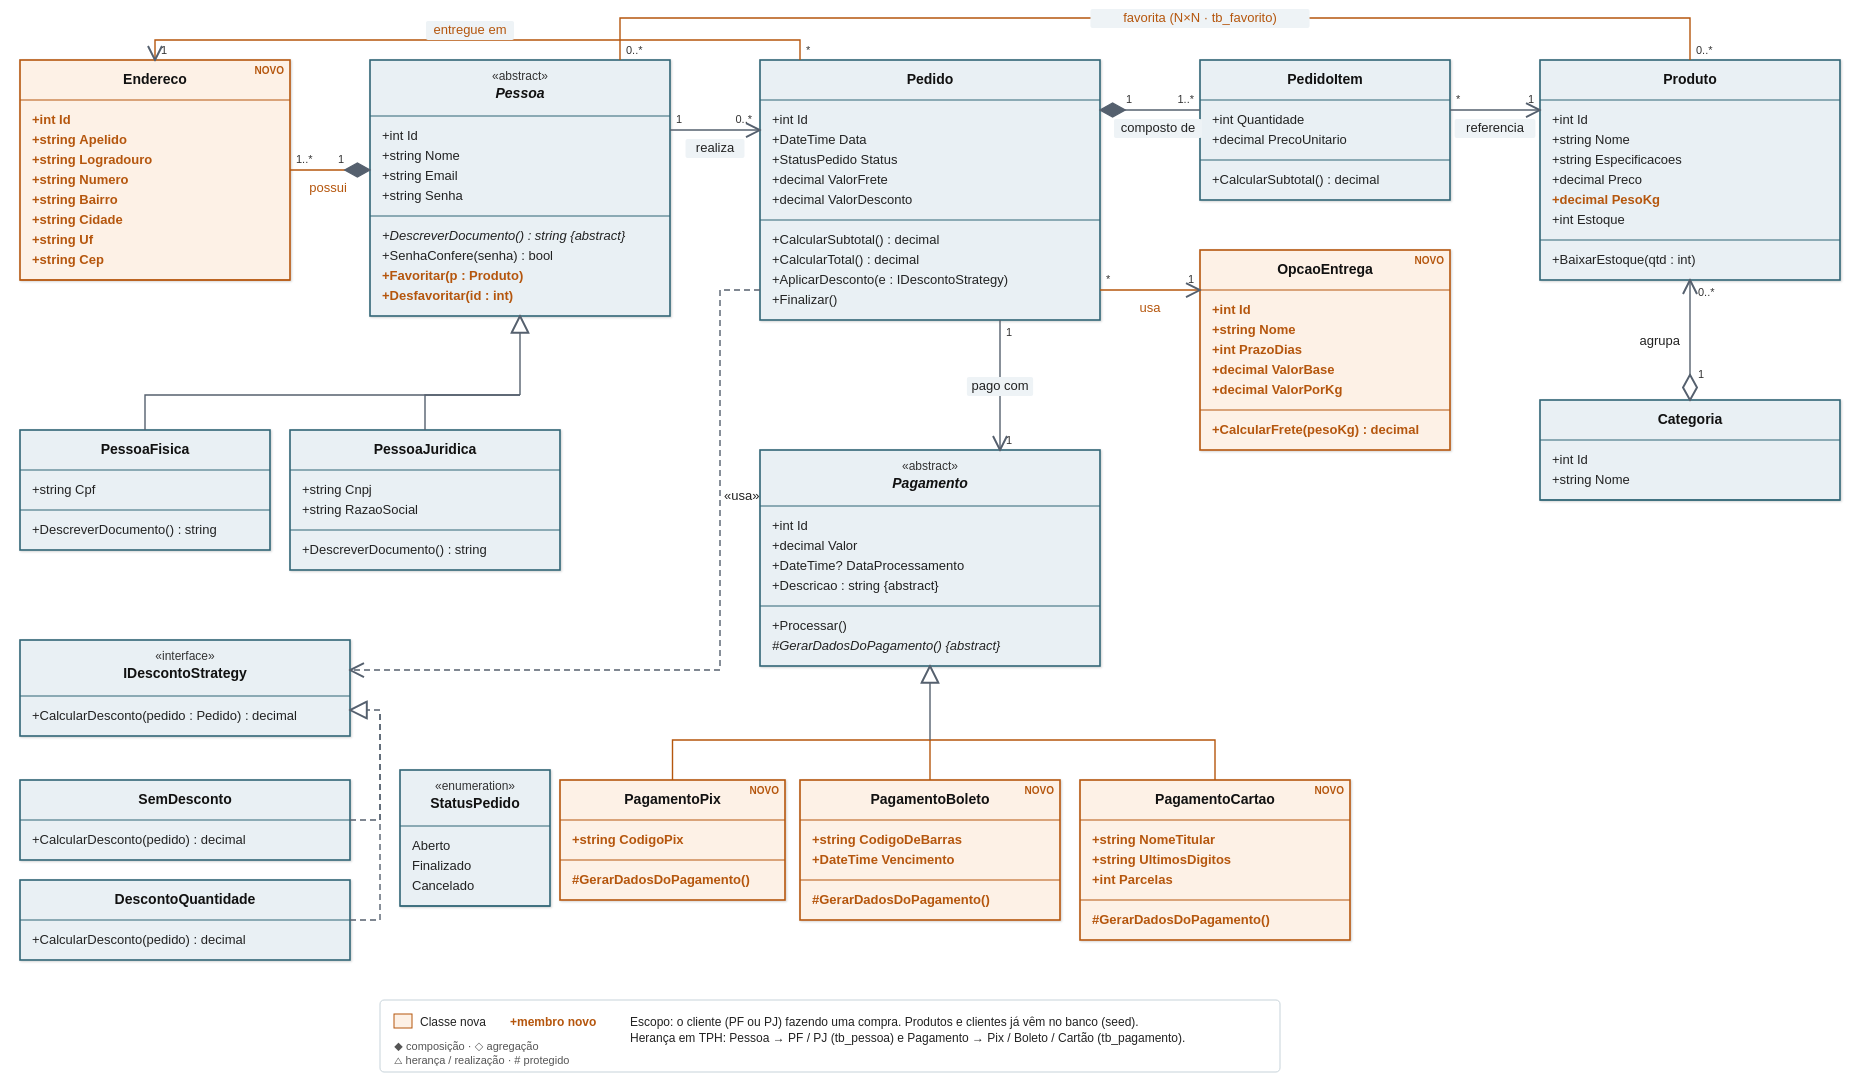 favorita (N×N · tb_favorito)
entregue em
1
0..*
*
0..*
Endereco
NOVO
+int Id
+string Apelido
+string Logradouro
+string Numero
+string Bairro
+string Cidade
+string Uf
+string Cep
1..*
1
possui
«abstract»
Pessoa
+int Id
+string Nome
+string Email
+string Senha
+DescreverDocumento() : string {abstract}
+SenhaConfere(senha) : bool
+Favoritar(p : Produto)
+Desfavoritar(id : int)
1
0..*
realiza
Pedido
+int Id
+DateTime Data
+StatusPedido Status
+decimal ValorFrete
+decimal ValorDesconto
+CalcularSubtotal() : decimal
+CalcularTotal() : decimal
+AplicarDesconto(e : IDescontoStrategy)
+Finalizar()
1
1..*
composto de
PedidoItem
+int Quantidade
+decimal PrecoUnitario
+CalcularSubtotal() : decimal
*
1
referencia
Produto
+int Id
+string Nome
+string Especificacoes
+decimal Preco
+decimal PesoKg
+int Estoque
+BaixarEstoque(qtd : int)
*
1
usa
OpcaoEntrega
NOVO
+int Id
+string Nome
+int PrazoDias
+decimal ValorBase
+decimal ValorPorKg
+CalcularFrete(pesoKg) : decimal
0..*
agrupa
1
Categoria
+int Id
+string Nome
1
pago com
1
PessoaFisica
+string Cpf
+DescreverDocumento() : string
PessoaJuridica
+string Cnpj
+string RazaoSocial
+DescreverDocumento() : string
«usa»
«abstract»
Pagamento
+int Id
+decimal Valor
+DateTime? DataProcessamento
+Descricao : string {abstract}
+Processar()
#GerarDadosDoPagamento() {abstract}
«interface»
IDescontoStrategy
+CalcularDesconto(pedido : Pedido) : decimal
SemDesconto
+CalcularDesconto(pedido) : decimal
DescontoQuantidade
+CalcularDesconto(pedido) : decimal
«enumeration»
StatusPedido
Aberto
Finalizado
Cancelado
PagamentoPix
NOVO
+string CodigoPix
#GerarDadosDoPagamento()
PagamentoBoleto
NOVO
+string CodigoDeBarras
+DateTime Vencimento
#GerarDadosDoPagamento()
PagamentoCartao
NOVO
+string NomeTitular
+string UltimosDigitos
+int Parcelas
#GerarDadosDoPagamento()
Classe nova
+membro novo
◆ composição · ◇ agregação
△ herança / realização · # protegido
Escopo: o cliente (PF ou PJ) fazendo uma compra. Produtos e clientes já vêm no banco (seed).
Herança em TPH: Pessoa → PF / PJ (tb_pessoa) e Pagamento → Pix / Boleto / Cartão (tb_pagamento).